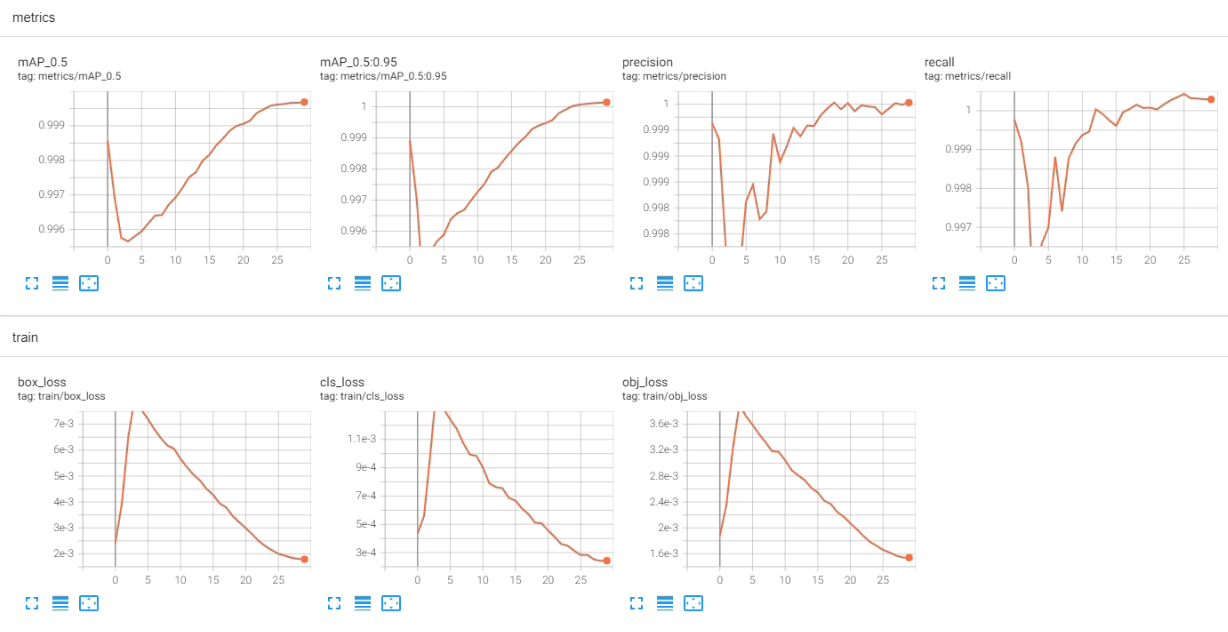 metrics
mAP_0.5
tag: metrics/mAP_0.5
0.999
0.998
0.997
0.996
0 5 10 15 20 25
mAP_0.5:0.95
tag: metrics/mAP_0.5:0.95
1
0.999
0.998
0.997
0.996
0 5 10 15 20 25
precision
tag: metrics/precision
1
0.999
0.999
0.999
0.998
0.998
0 5 10 15 20 25
recall
tag: metrics/recall
1
0.999
0.998
0.997
0 5 10 15 20 25
train
box_loss
tag: train/box_loss
7e-3
6e-3
5e-3
4e-3
3e-3
2e-3
0 5 10 15 20 25
cls_loss
tag: train/cls_loss
1.1e-3
9e-4
7e-4
5e-4
3e-4
0 5 10 15 20 25
obj_loss
tag: train/obj_loss
3.6e-3
3.2e-3
2.8e-3
2.4e-3
2e-3
1.6e-3
0 5 10 15 20 25